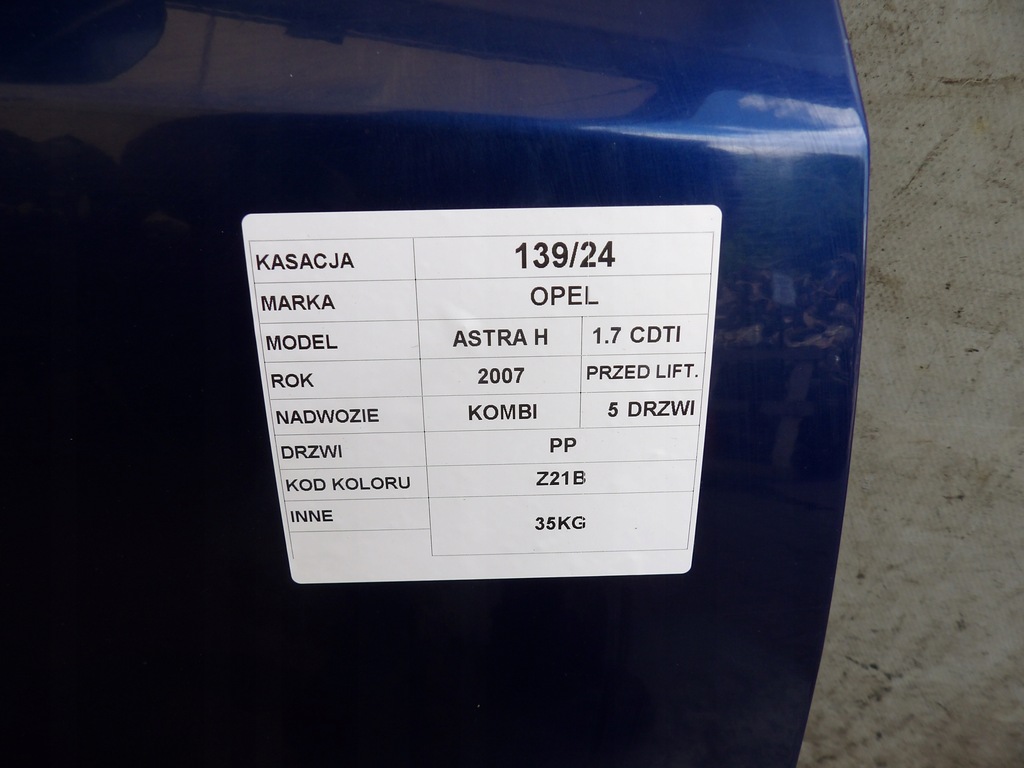 KASACJA 139/24
MARKA OPEL
MODEL ASTRA H 1.7 CDTI
ROK 2007 PRZED LIFT.
NADWOZIE KOMBI 5 DRZWI
DRZWI PP
KOD KOLORU Z21B
INNE 35KG